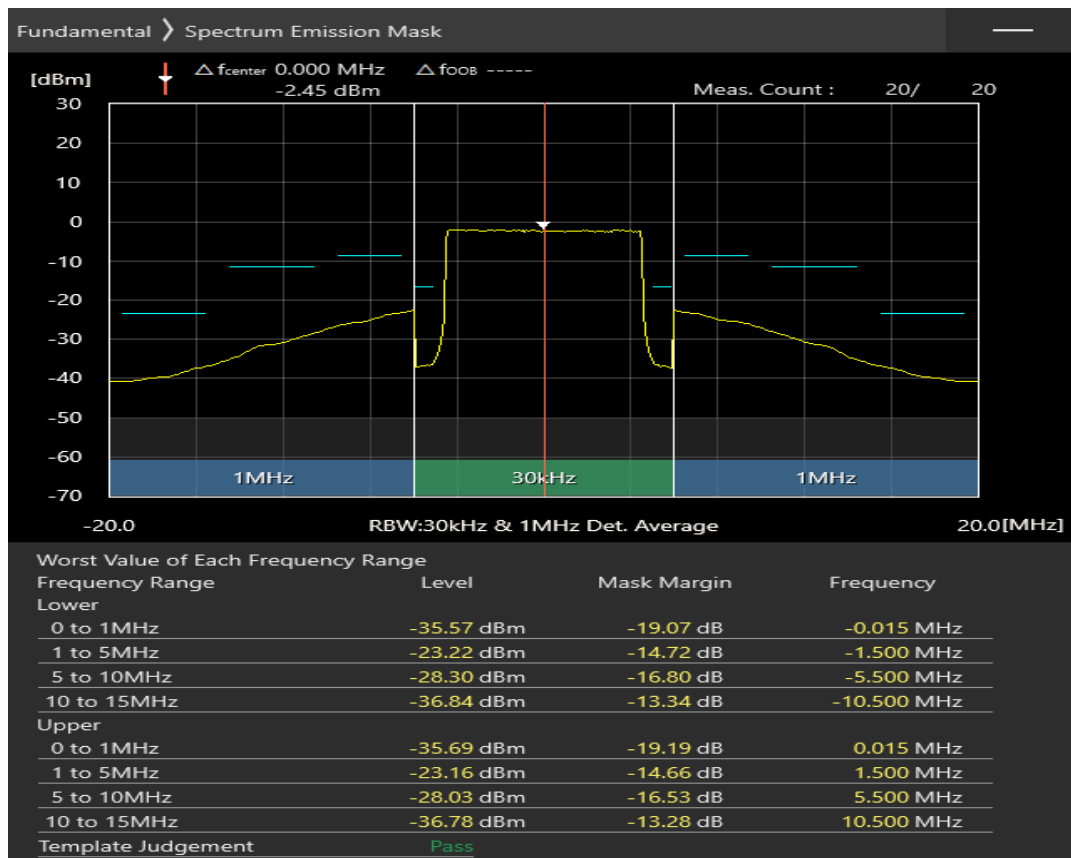 Fundamental ❯ Spectrum Emission Mask
[dBm] △ fcenter 0.000 MHz △ fOOB -----
-2.45 dBm Meas. Count : 20/ 20
30
20
10
0
-10
-20
-30
-40
-50
-60
-70
1MHz 30kHz 1MHz
-20.0 RBW:30kHz & 1MHz Det. Average 20.0[MHz]
Worst Value of Each Frequency Range
Frequency Range Level Mask Margin Frequency
Lower
0 to 1MHz -35.57 dBm -19.07 dB -0.015 MHz
1 to 5MHz -23.22 dBm -14.72 dB -1.500 MHz
5 to 10MHz -28.30 dBm -16.80 dB -5.500 MHz
10 to 15MHz -36.84 dBm -13.34 dB -10.500 MHz
Upper
0 to 1MHz -35.69 dBm -19.19 dB 0.015 MHz
1 to 5MHz -23.16 dBm -14.66 dB 1.500 MHz
5 to 10MHz -28.03 dBm -16.53 dB 5.500 MHz
10 to 15MHz -36.78 dBm -13.28 dB 10.500 MHz
Template Judgement Pass